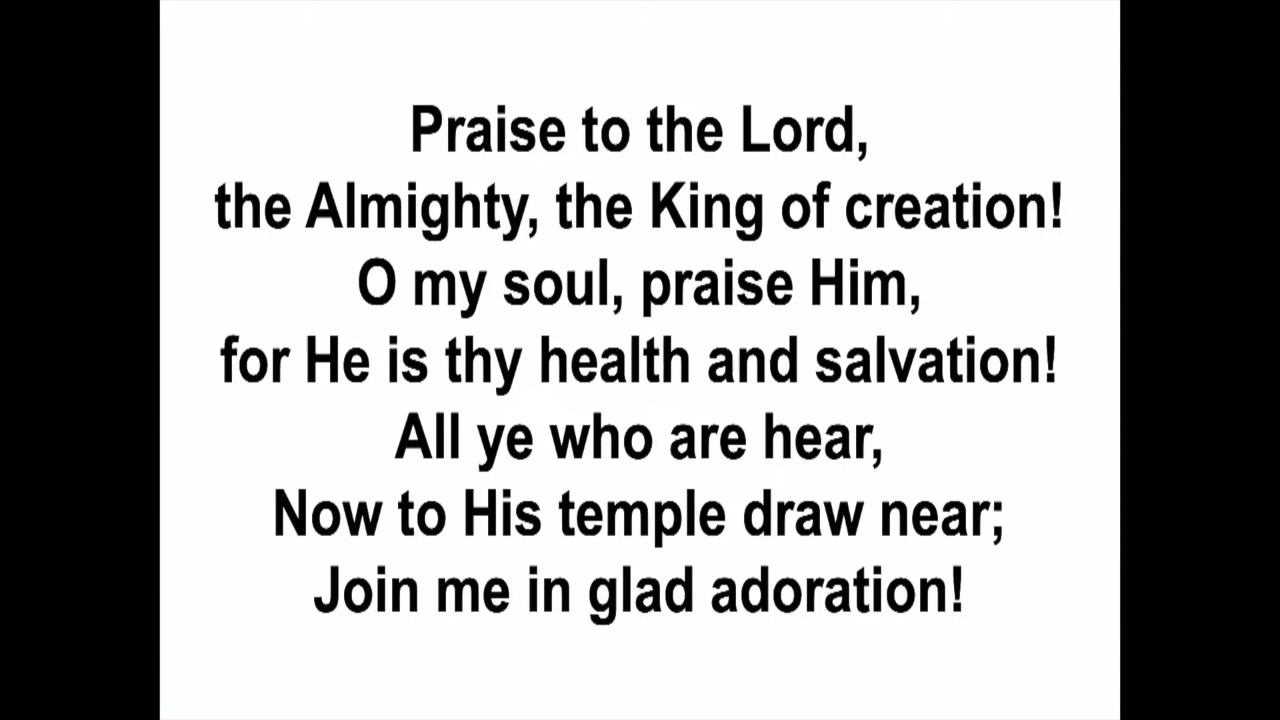 Praise to the Lord,
the Almighty, the King of creation!
O my soul, praise Him,
for He is thy health and salvation!
All ye who are hear,
Now to His temple draw near;
Join me in glad adoration!